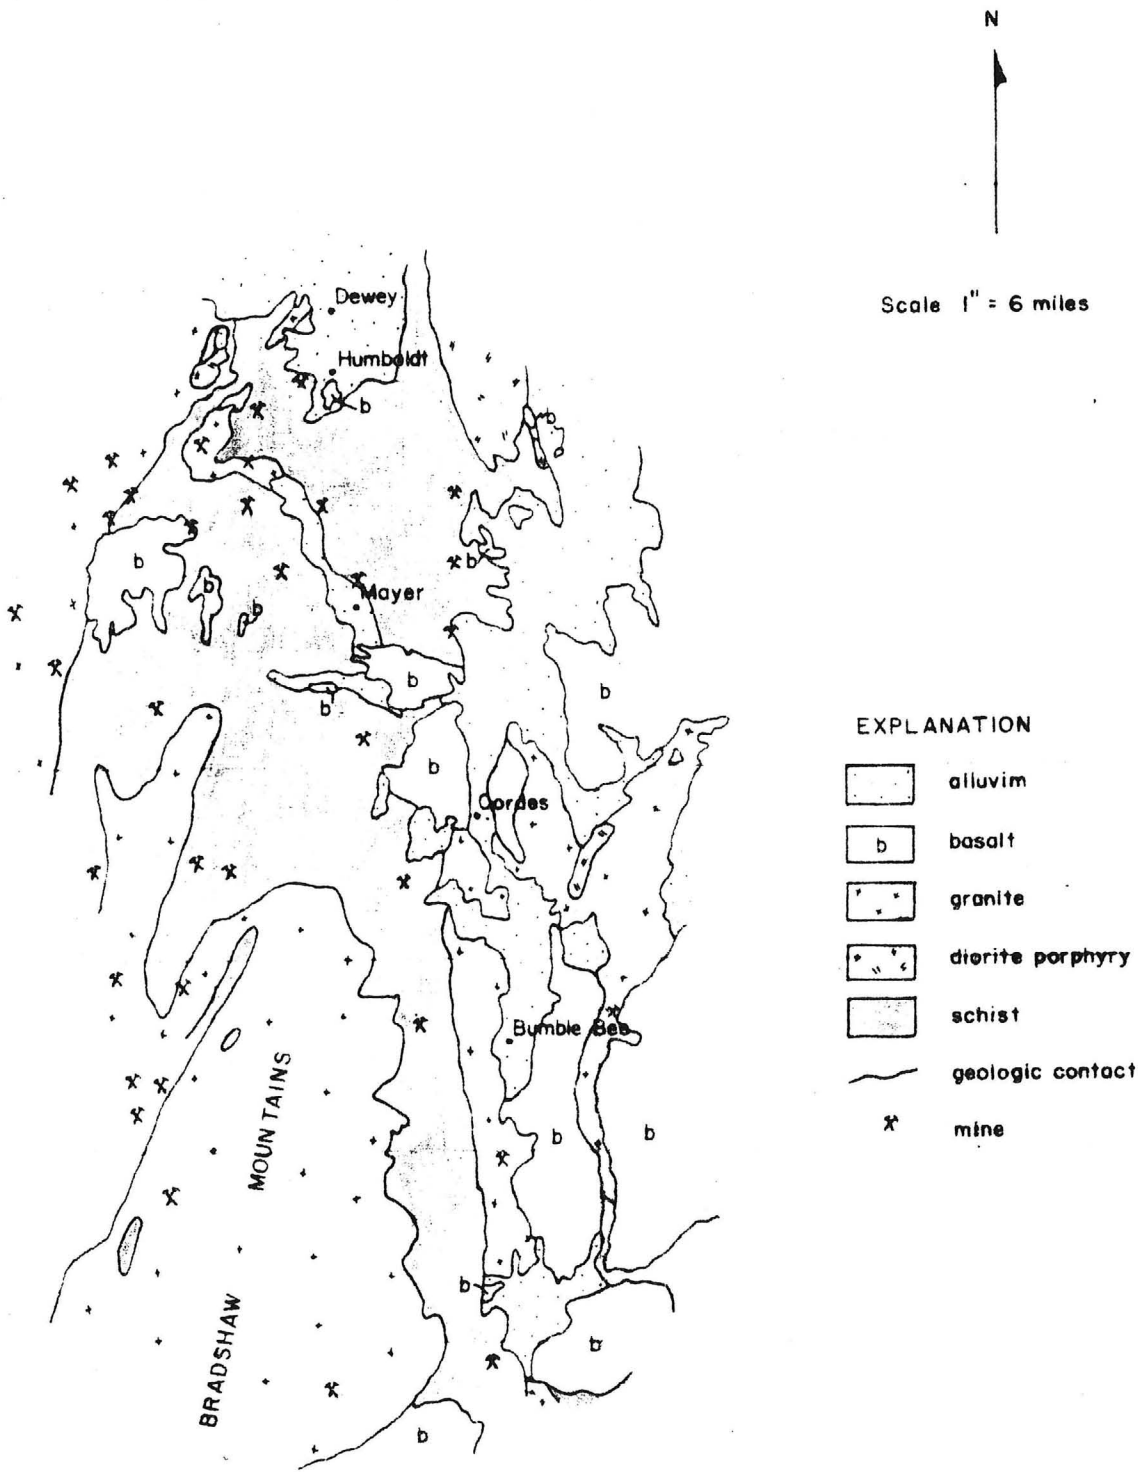 N
Scale 1" = 6 miles
Dewey
Humboldt
b
b
b
b
b
b
Mayer
b
b
b
b
Cordes
Bumble Bee
b
b
b
b
b
MOUNTAINS
BRADSHAW
EXPLANATION
alluvim
b basalt
granite
diorite porphyry
schist
geologic contact
mine